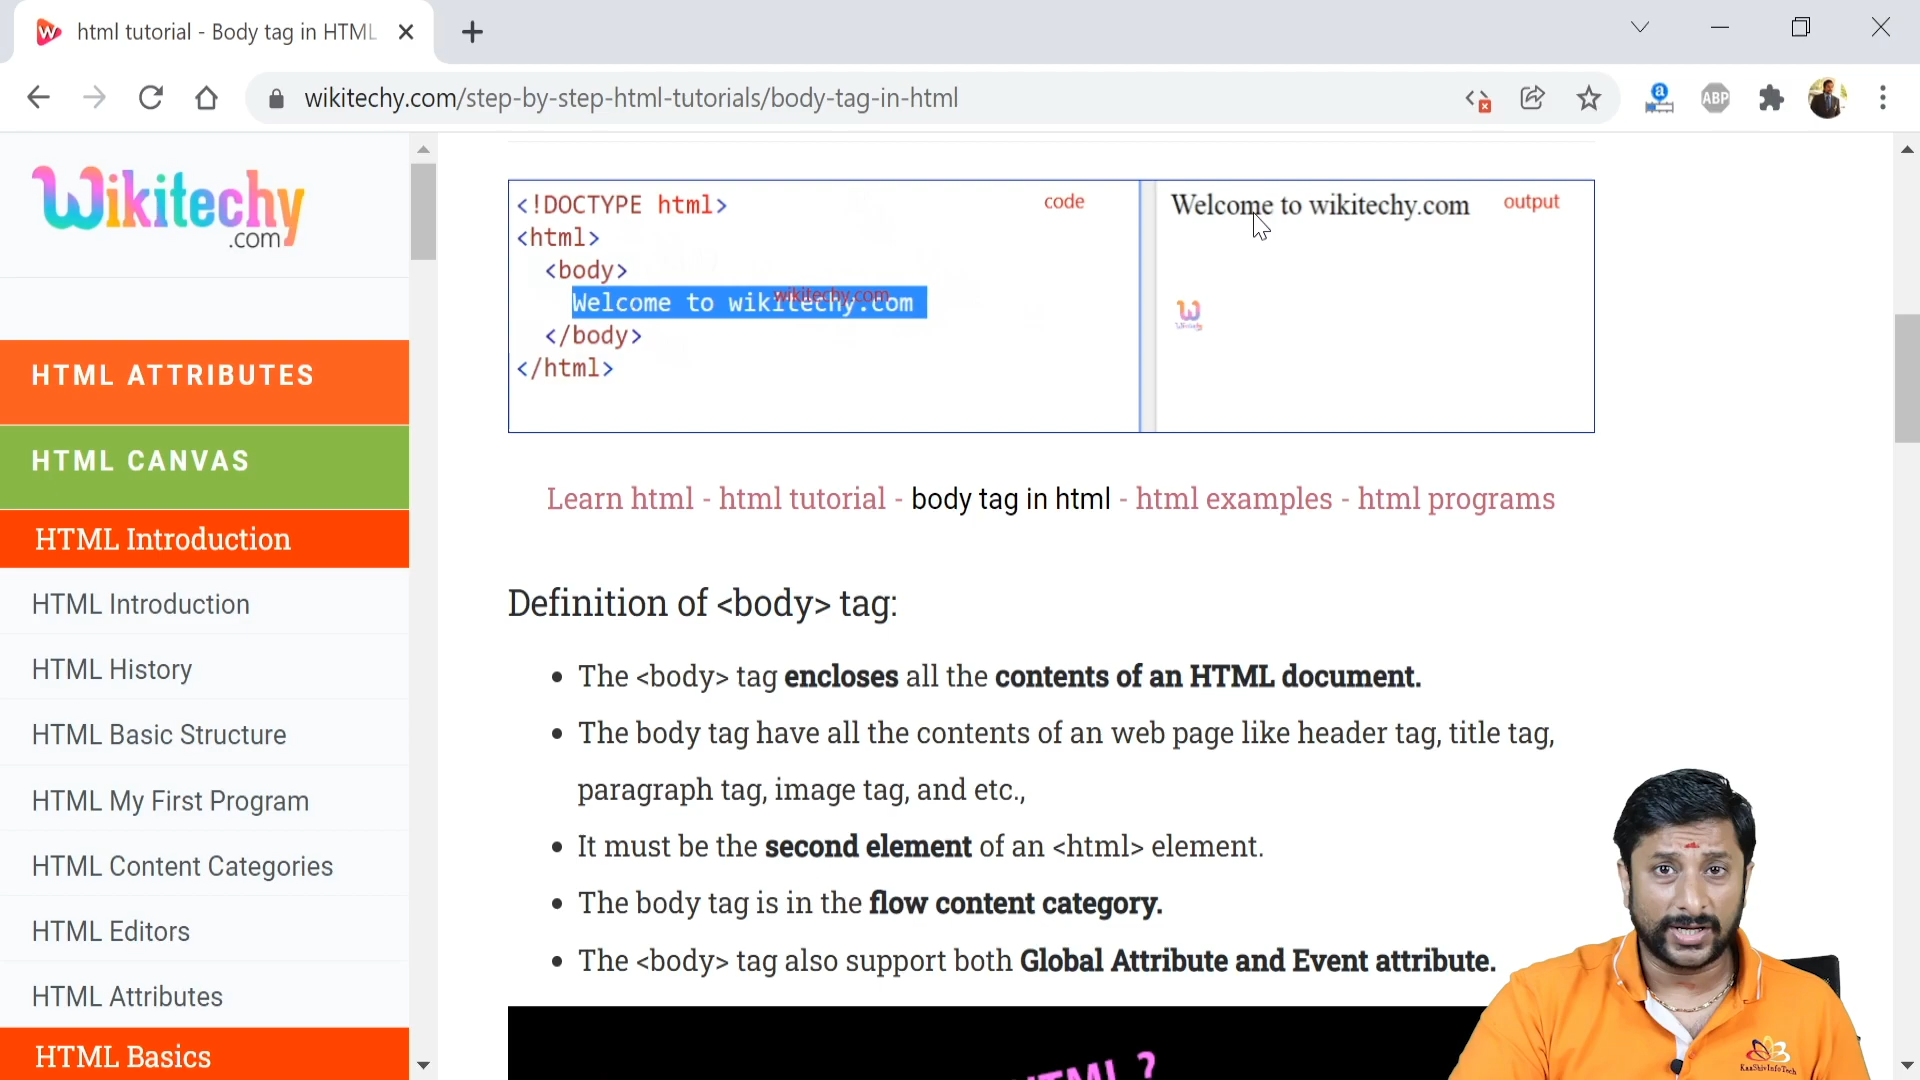 html tutorial - Body tag in HTML
wikitechy.com/step-by-step-html-tutorials/body-tag-in-html
ABP
Wikitechy
.com
HTML ATTRIBUTES
HTML CANVAS
HTML Introduction
HTML Introduction
HTML History
HTML Basic Structure
HTML My First Program
HTML Content Categories
HTML Editors
HTML Attributes
HTML Basics
<!DOCTYPE html>
code
<html>
<body>
Welcome to wikitechy.com
wikitechy.com
</body>
</html>
Welcome to wikitechy.com
output
Wikitechy
Learn html - html tutorial - body tag in html - html examples - html programs
Definition of <body> tag:
• The <body> tag encloses all the contents of an HTML document.
• The body tag have all the contents of an web page like header tag, title tag,
paragraph tag, image tag, and etc.,
• It must be the second element of an <html> element.
• The body tag is in the flow content category.
• The <body> tag also support both Global Attribute and Event attribute.
HTML ?
KaaShivInfoTech